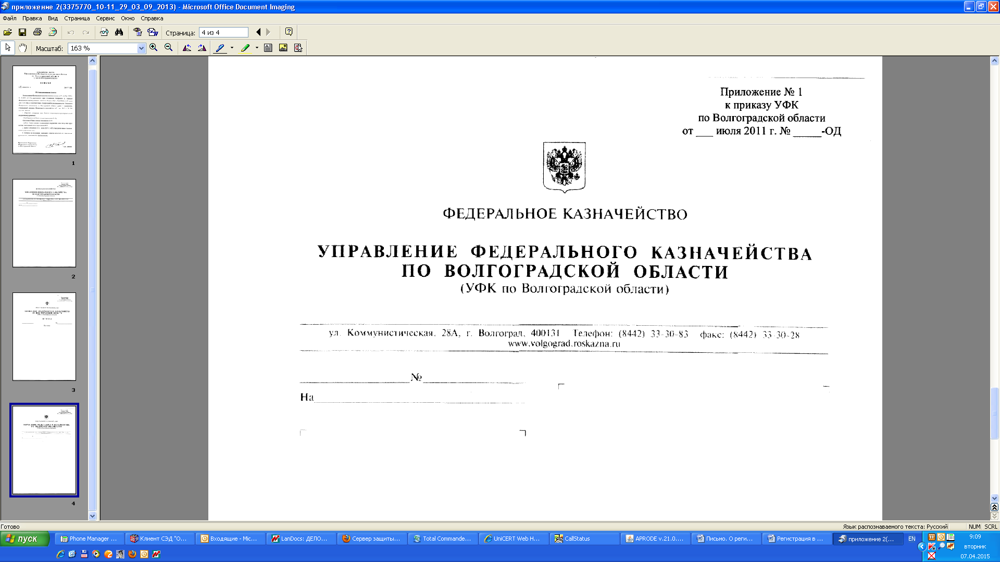 приложение 2(3375770_10-11_29_03_09_2013) - Microsoft Office Document Imaging
Файл Правка Вид Страница Сервис Окно Справка
Страница: 4 из 4
Масштаб: 163 %
Приложение № 1
к приказу УФК
по Волгоградской области
от ___ июля 2011 г. № _____-ОД
ФЕДЕРАЛЬНОЕ КАЗНАЧЕЙСТВО
УПРАВЛЕНИЕ ФЕДЕРАЛЬНОГО КАЗНАЧЕЙСТВА
ПО ВОЛГОГРАДСКОЙ ОБЛАСТИ
(УФК по Волгоградской области)
ул. Коммунистическая, 28А, г. Волгоград, 400131 Телефон: (8442) 33-30-83 факс: (8442) 33-30-28
www.volgograd.roskazna.ru
№
На
1
2
3
4
Готово
Язык распознаваемого текста: Русский NUM SCRL
пуск Phone Manager ... Клиент СЭД "О... Входящие - Mic... LanDocs: ДЕЛО... Сервер защиты... Total Commande... UniCERT Web H... CallStatus APRODE v.21.0.... Письмо. О реги... Регистрация в ... приложение 2(... EN
9:09
вторник
07.04.2015